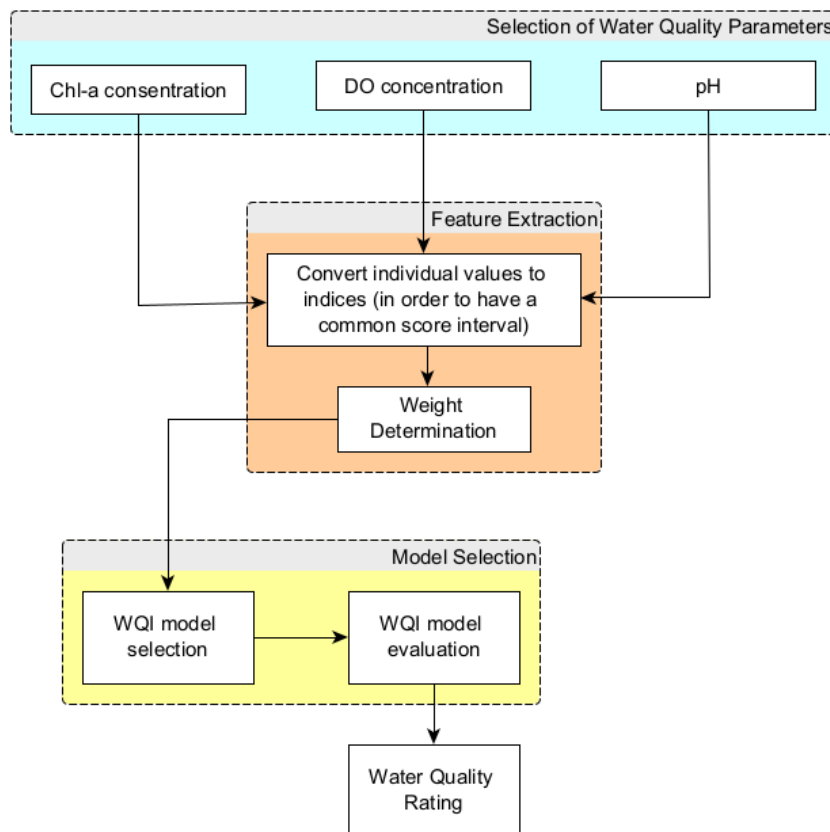 Selection of Water Quality Parameters
Chl-a consentration
DO concentration
pH
Feature Extraction
Convert individual values to
indices (in order to have a
common score interval)
Weight
Determination
Model Selection
WQI model
selection
WQI model
evaluation
Water Quality
Rating